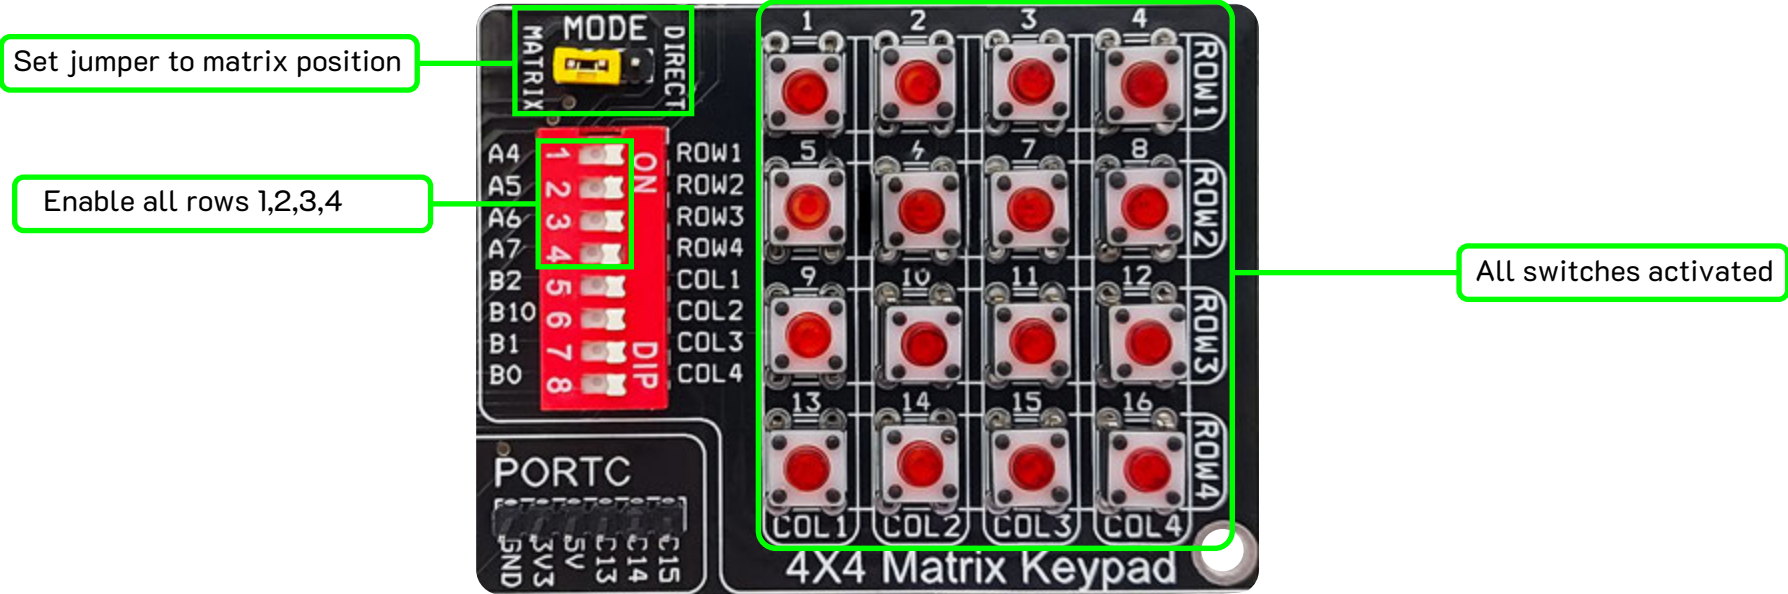 Set jumper to matrix position
MODE
MATRIX
DIRECT
Enable all rows 1,2,3,4
A4 1 ROW1
A5 2 ROW2
A6 3 ROW3
A7 4 ROW4
B2 5 COL1
B10 6 COL2
B1 7 COL3
B0 8 COL4
ON
DIP
1 2 3 4
ROW1
5 7 8
ROW2
9 10 11 12
ROW3
13 14 15 16
ROW4
COL1 COL2 COL3 COL4
All switches activated
PORTC
GND 3V3 5V C13 C14 C15
4X4 Matrix Keypad